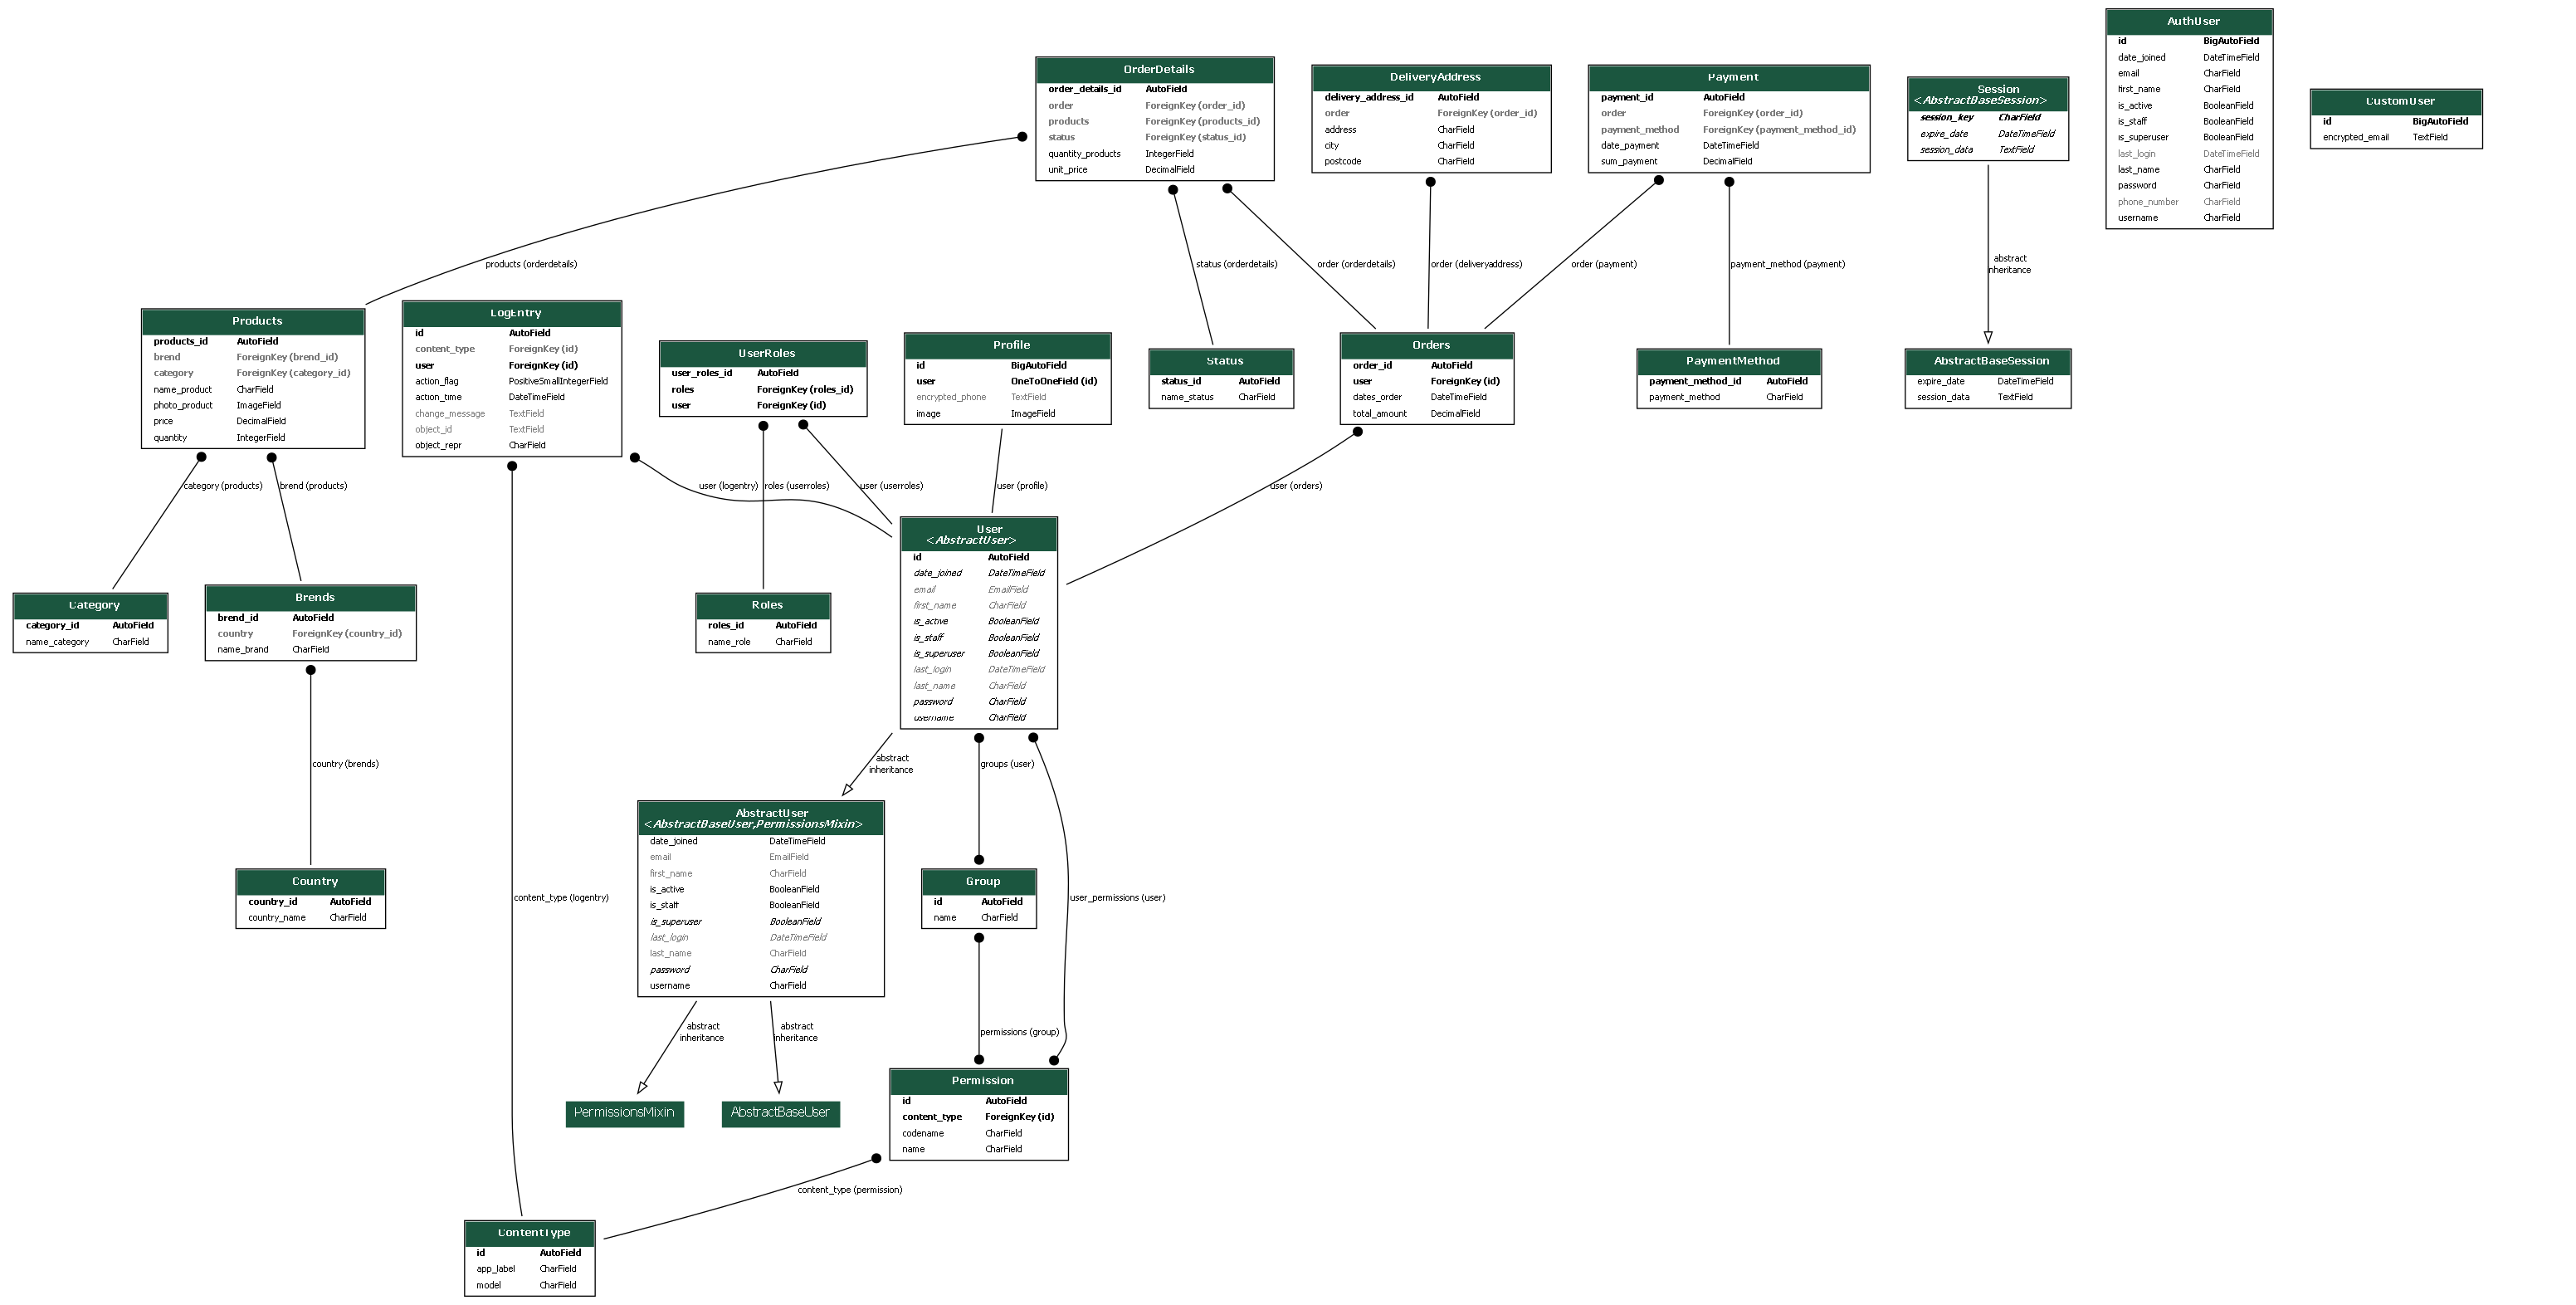 AuthUser
id BigAutoField
date_joined DateTimeField
email CharField
first_name CharField
is_active BooleanField
is_staff BooleanField
is_superuser BooleanField
last_login DateTimeField
last_name CharField
password CharField
phone_number CharField
username CharField
OrderDetails
order_details_id AutoField
order ForeignKey (order_id)
products ForeignKey (products_id)
status ForeignKey (status_id)
quantity_products IntegerField
unit_price DecimalField
DeliveryAddress
delivery_address_id AutoField
order ForeignKey (order_id)
address CharField
city CharField
postcode CharField
Payment
payment_id AutoField
order ForeignKey (order_id)
payment_method ForeignKey (payment_method_id)
date_payment DateTimeField
sum_payment DecimalField
Session
<AbstractBaseSession>
session_key CharField
expire_date DateTimeField
session_data TextField
CustomUser
id BigAutoField
encrypted_email TextField
products (orderdetails)
status (orderdetails)
order (orderdetails)
order (deliveryaddress)
order (payment)
payment_method (payment)
abstract
inheritance
Products
products_id AutoField
brend ForeignKey (brend_id)
category ForeignKey (category_id)
name_product CharField
photo_product ImageField
price DecimalField
quantity IntegerField
LogEntry
id AutoField
content_type ForeignKey (id)
user ForeignKey (id)
action_flag PositiveSmallIntegerField
action_time DateTimeField
change_message TextField
object_id TextField
object_repr CharField
UserRoles
user_roles_id AutoField
roles ForeignKey (roles_id)
user ForeignKey (id)
Profile
id BigAutoField
user OneToOneField (id)
encrypted_phone TextField
image ImageField
Status
status_id AutoField
name_status CharField
Orders
order_id AutoField
user ForeignKey (id)
dates_order DateTimeField
total_amount DecimalField
PaymentMethod
payment_method_id AutoField
payment_method CharField
AbstractBaseSession
expire_date DateTimeField
session_data TextField
category (products)
brend (products)
user (logentry)
roles (userroles)
user (userroles)
user (profile)
user (orders)
User
<AbstractUser>
id AutoField
date_joined DateTimeField
email EmailField
first_name CharField
is_active BooleanField
is_staff BooleanField
is_superuser BooleanField
last_login DateTimeField
last_name CharField
password CharField
username CharField
Category
category_id AutoField
name_category CharField
Brends
brend_id AutoField
country ForeignKey (country_id)
name_brand CharField
Roles
roles_id AutoField
name_role CharField
country (brends)
abstract
inheritance
groups (user)
AbstractUser
<AbstractBaseUser,PermissionsMixin>
date_joined DateTimeField
email EmailField
first_name CharField
is_active BooleanField
is_staff BooleanField
is_superuser BooleanField
last_login DateTimeField
last_name CharField
password CharField
username CharField
Country
country_id AutoField
country_name CharField
content_type (logentry)
Group
id AutoField
name CharField
user_permissions (user)
abstract
inheritance
abstract
inheritance
permissions (group)
PermissionsMixin
AbstractBaseUser
Permission
id AutoField
content_type ForeignKey (id)
codename CharField
name CharField
content_type (permission)
ContentType
id AutoField
app_label CharField
model CharField